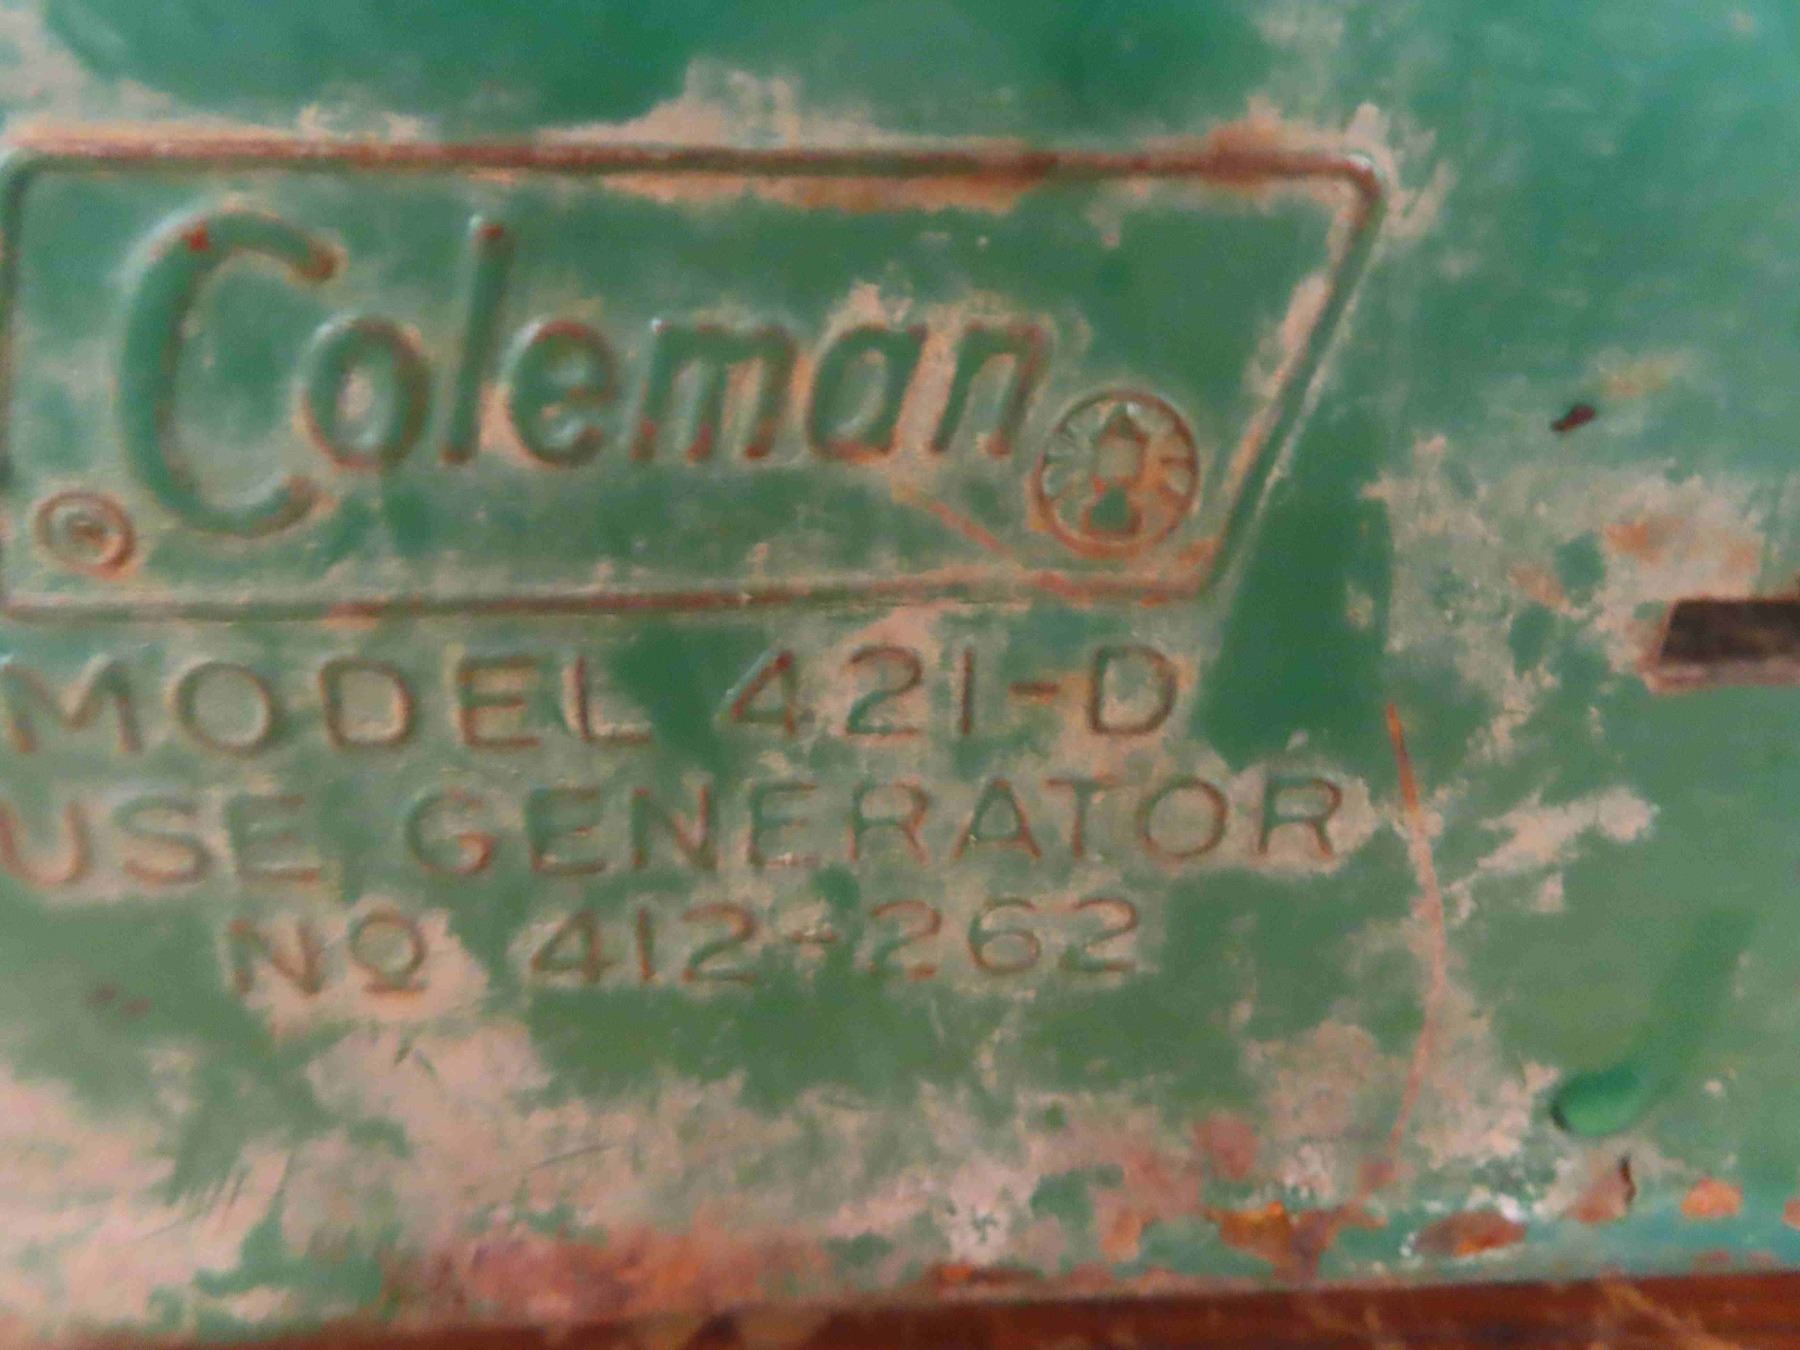 Coleman
®
MODEL 421-D
USE GENERATOR
Nº 412-262